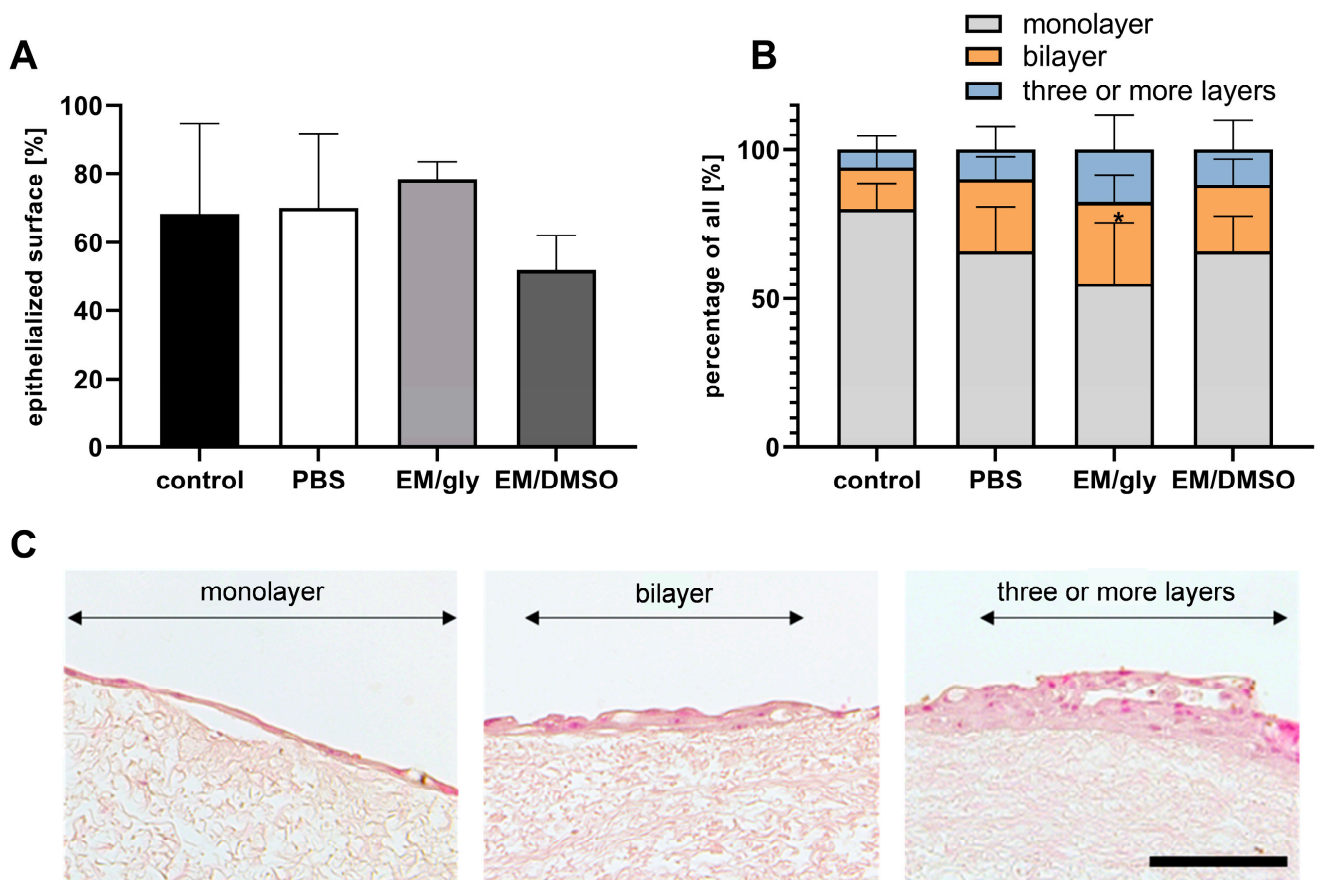 A
epithelialized surface [%]
100
80
60
40
20
0
control PBS EM/gly EM/DMSO
B
monolayer
bilayer
three or more layers
percentage of all [%]
100
50
0
*
control PBS EM/gly EM/DMSO
C
monolayer
bilayer
three or more layers